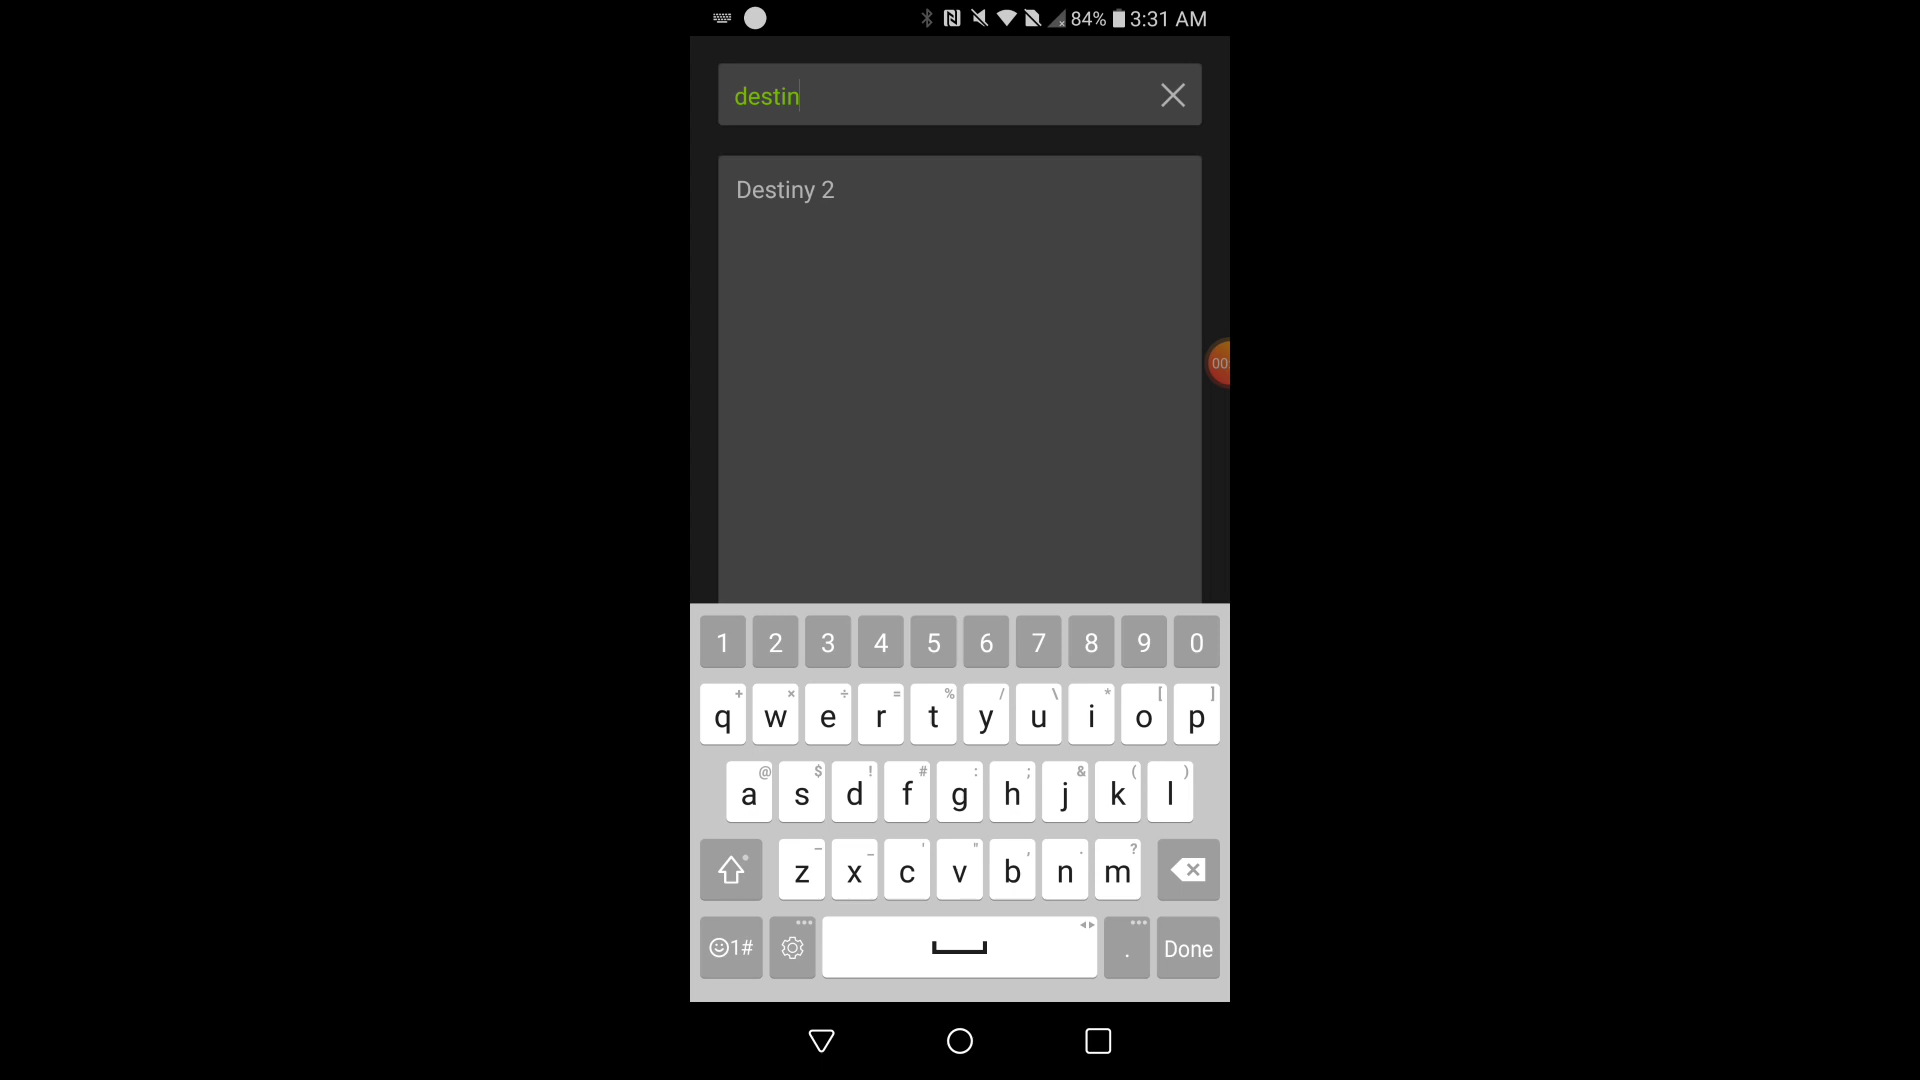 84% 3:31 AM
destin
Destiny 2
00:
1 2 3 4 5 6 7 8 9 0
+ × ÷ = % / \ * [ ]
q w e r t y u i o p
@ $ ! # : ; & ( )
a s d f g h j k l
– _ ' " , . ?
z x c v b n m
1# . Done